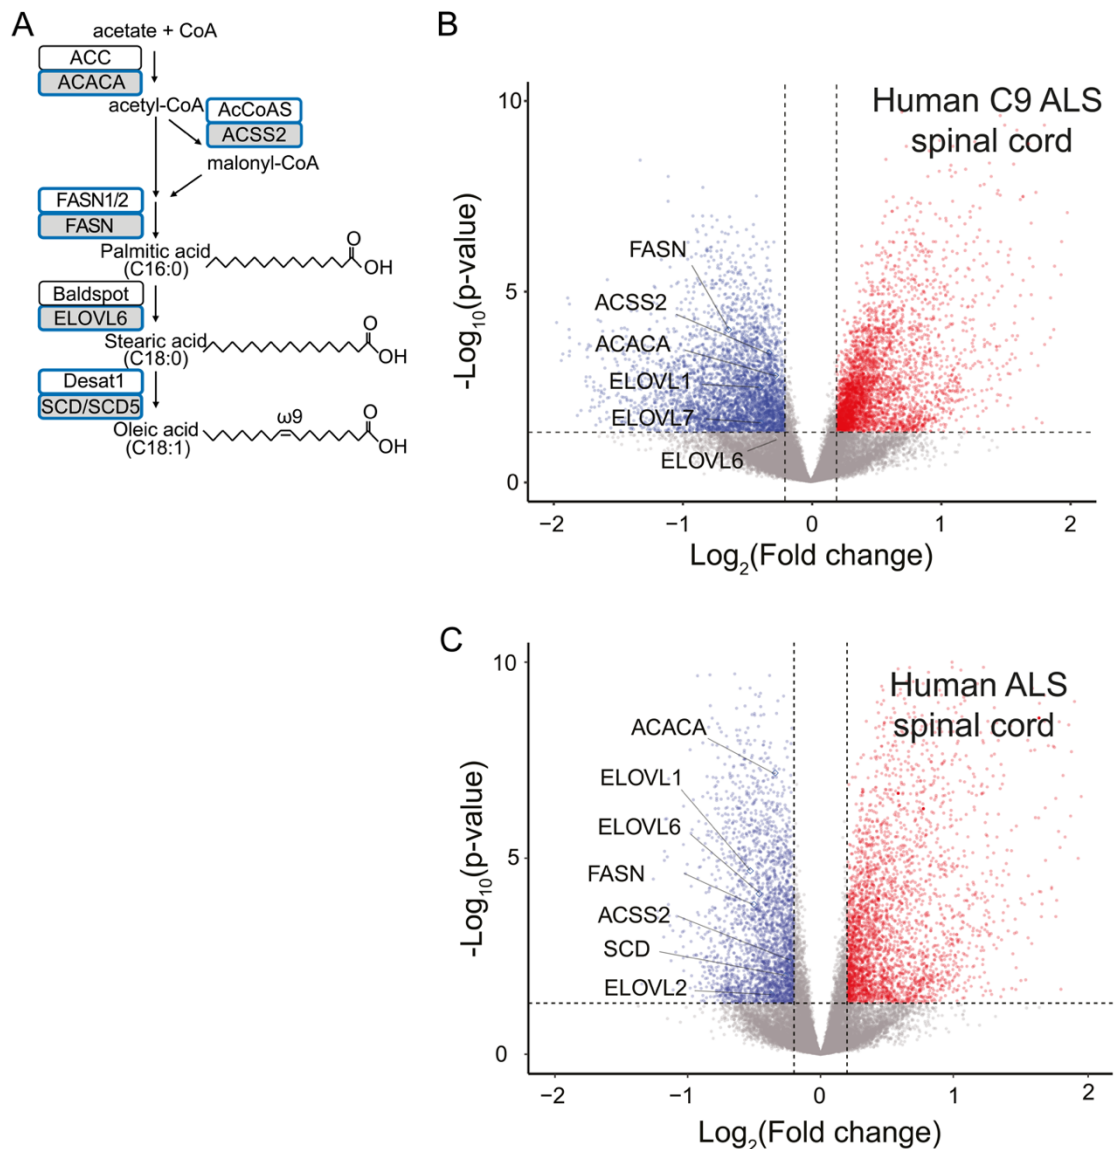 A
acetate + CoA
ACC
ACACA
acetyl-CoA
AcCoAS
ACSS2
malonyl-CoA
FASN1/2
FASN
Palmitic acid
(C16:0)
O
OH
Baldspot
ELOVL6
Stearic acid
(C18:0)
O
OH
Desat1
SCD/SCD5
Oleic acid
(C18:1)
ω9
O
OH
B
Human C9 ALS
spinal cord
-Log10(p-value)
10
5
0
FASN
ACSS2
ACACA
ELOVL1
ELOVL7
ELOVL6
−2
−1
0
1
2
Log2(Fold change)
C
Human ALS
spinal cord
-Log10(p-value)
10
5
0
ACACA
ELOVL1
ELOVL6
FASN
ACSS2
SCD
ELOVL2
−2
−1
0
1
2
Log2(Fold change)